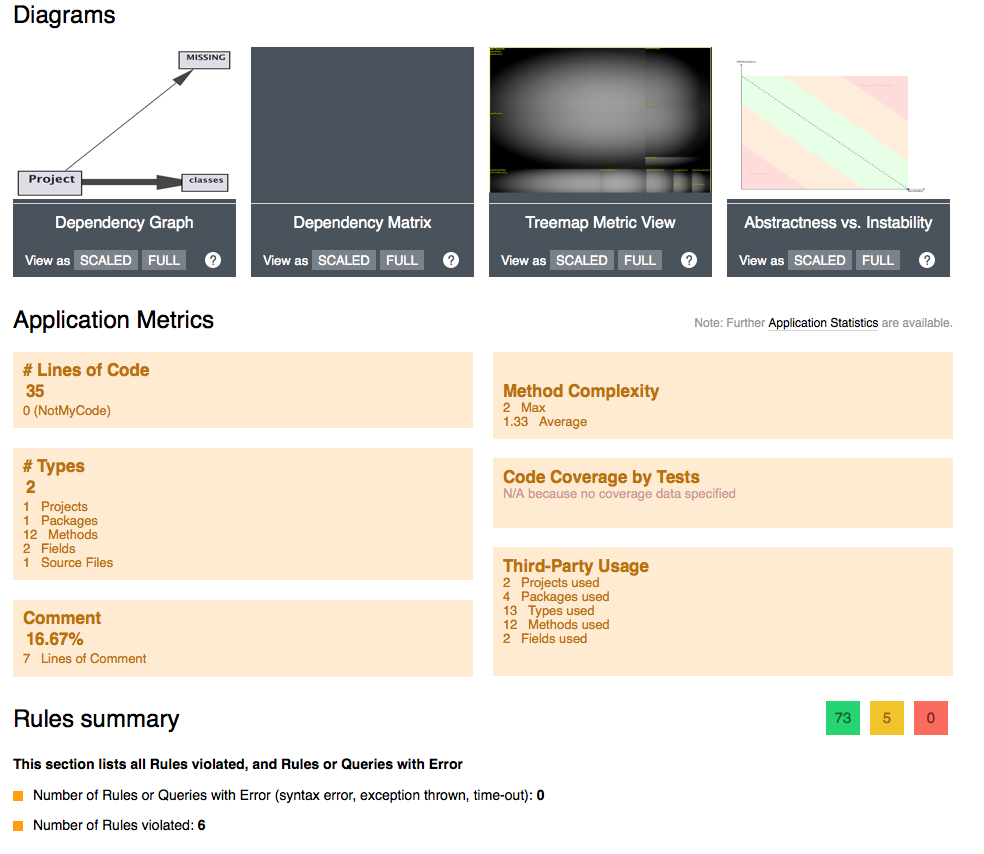 Diagrams
MISSING
Project
classes
Dependency Graph
View as SCALED FULL ?
Dependency Matrix
View as SCALED FULL ?
Treemap Metric View
View as SCALED FULL ?
Abstractness vs. Instability
View as SCALED FULL ?
Application Metrics
Note: Further Application Statistics are available.
# Lines of Code
35
0 (NotMyCode)
# Types
2
1 Projects
1 Packages
12 Methods
2 Fields
1 Source Files
Comment
16.67%
7 Lines of Comment
Method Complexity
2 Max
1.33 Average
Code Coverage by Tests
N/A because no coverage data specified
Third-Party Usage
2 Projects used
4 Packages used
13 Types used
12 Methods used
2 Fields used
Rules summary
73 5 0
This section lists all Rules violated, and Rules or Queries with Error
Number of Rules or Queries with Error (syntax error, exception thrown, time-out): 0
Number of Rules violated: 6